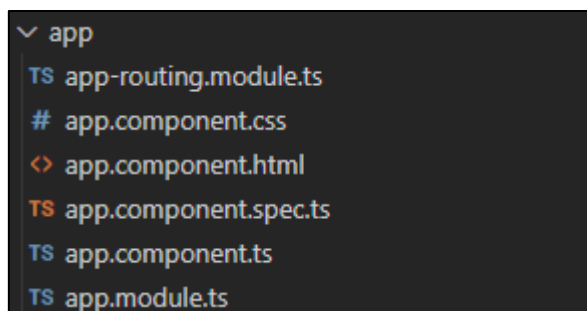 app
TS app-routing.module.ts
# app.component.css
<> app.component.html
TS app.component.spec.ts
TS app.component.ts
TS app.module.ts